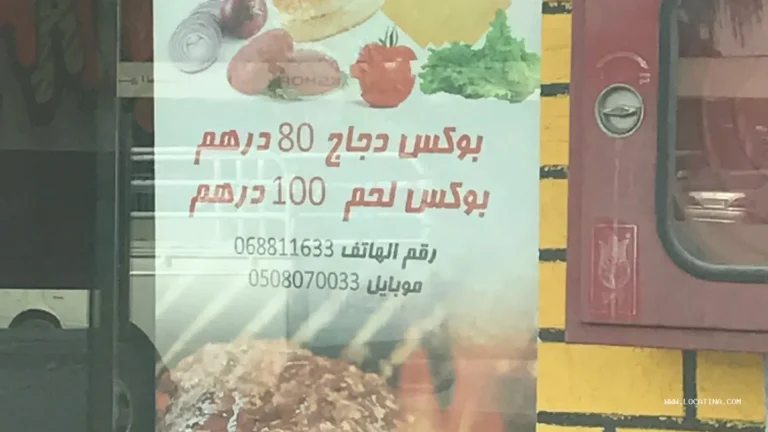 بوكس دجاج 80 درهم
بوكس لحم 100 درهم
رقم الهاتف 068811633
موبايل 0508070033
WWW.LOCATINA.COM